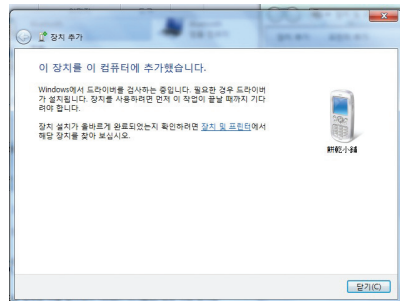 장치 추가
이 장치를 이 컴퓨터에 추가했습니다.
Windows에서 드라이버를 검사하는 중입니다. 필요한 경우 드라이버
가 설치됩니다. 장치를 사용하려면 먼저 이 작업이 끝날 때까지 기다
려야 합니다.
장치 설치가 올바르게 완료되었는지 확인하려면 장치 및 프린터에서
해당 장치를 찾아 보십시오.
餠乾小鋪
닫기(C)